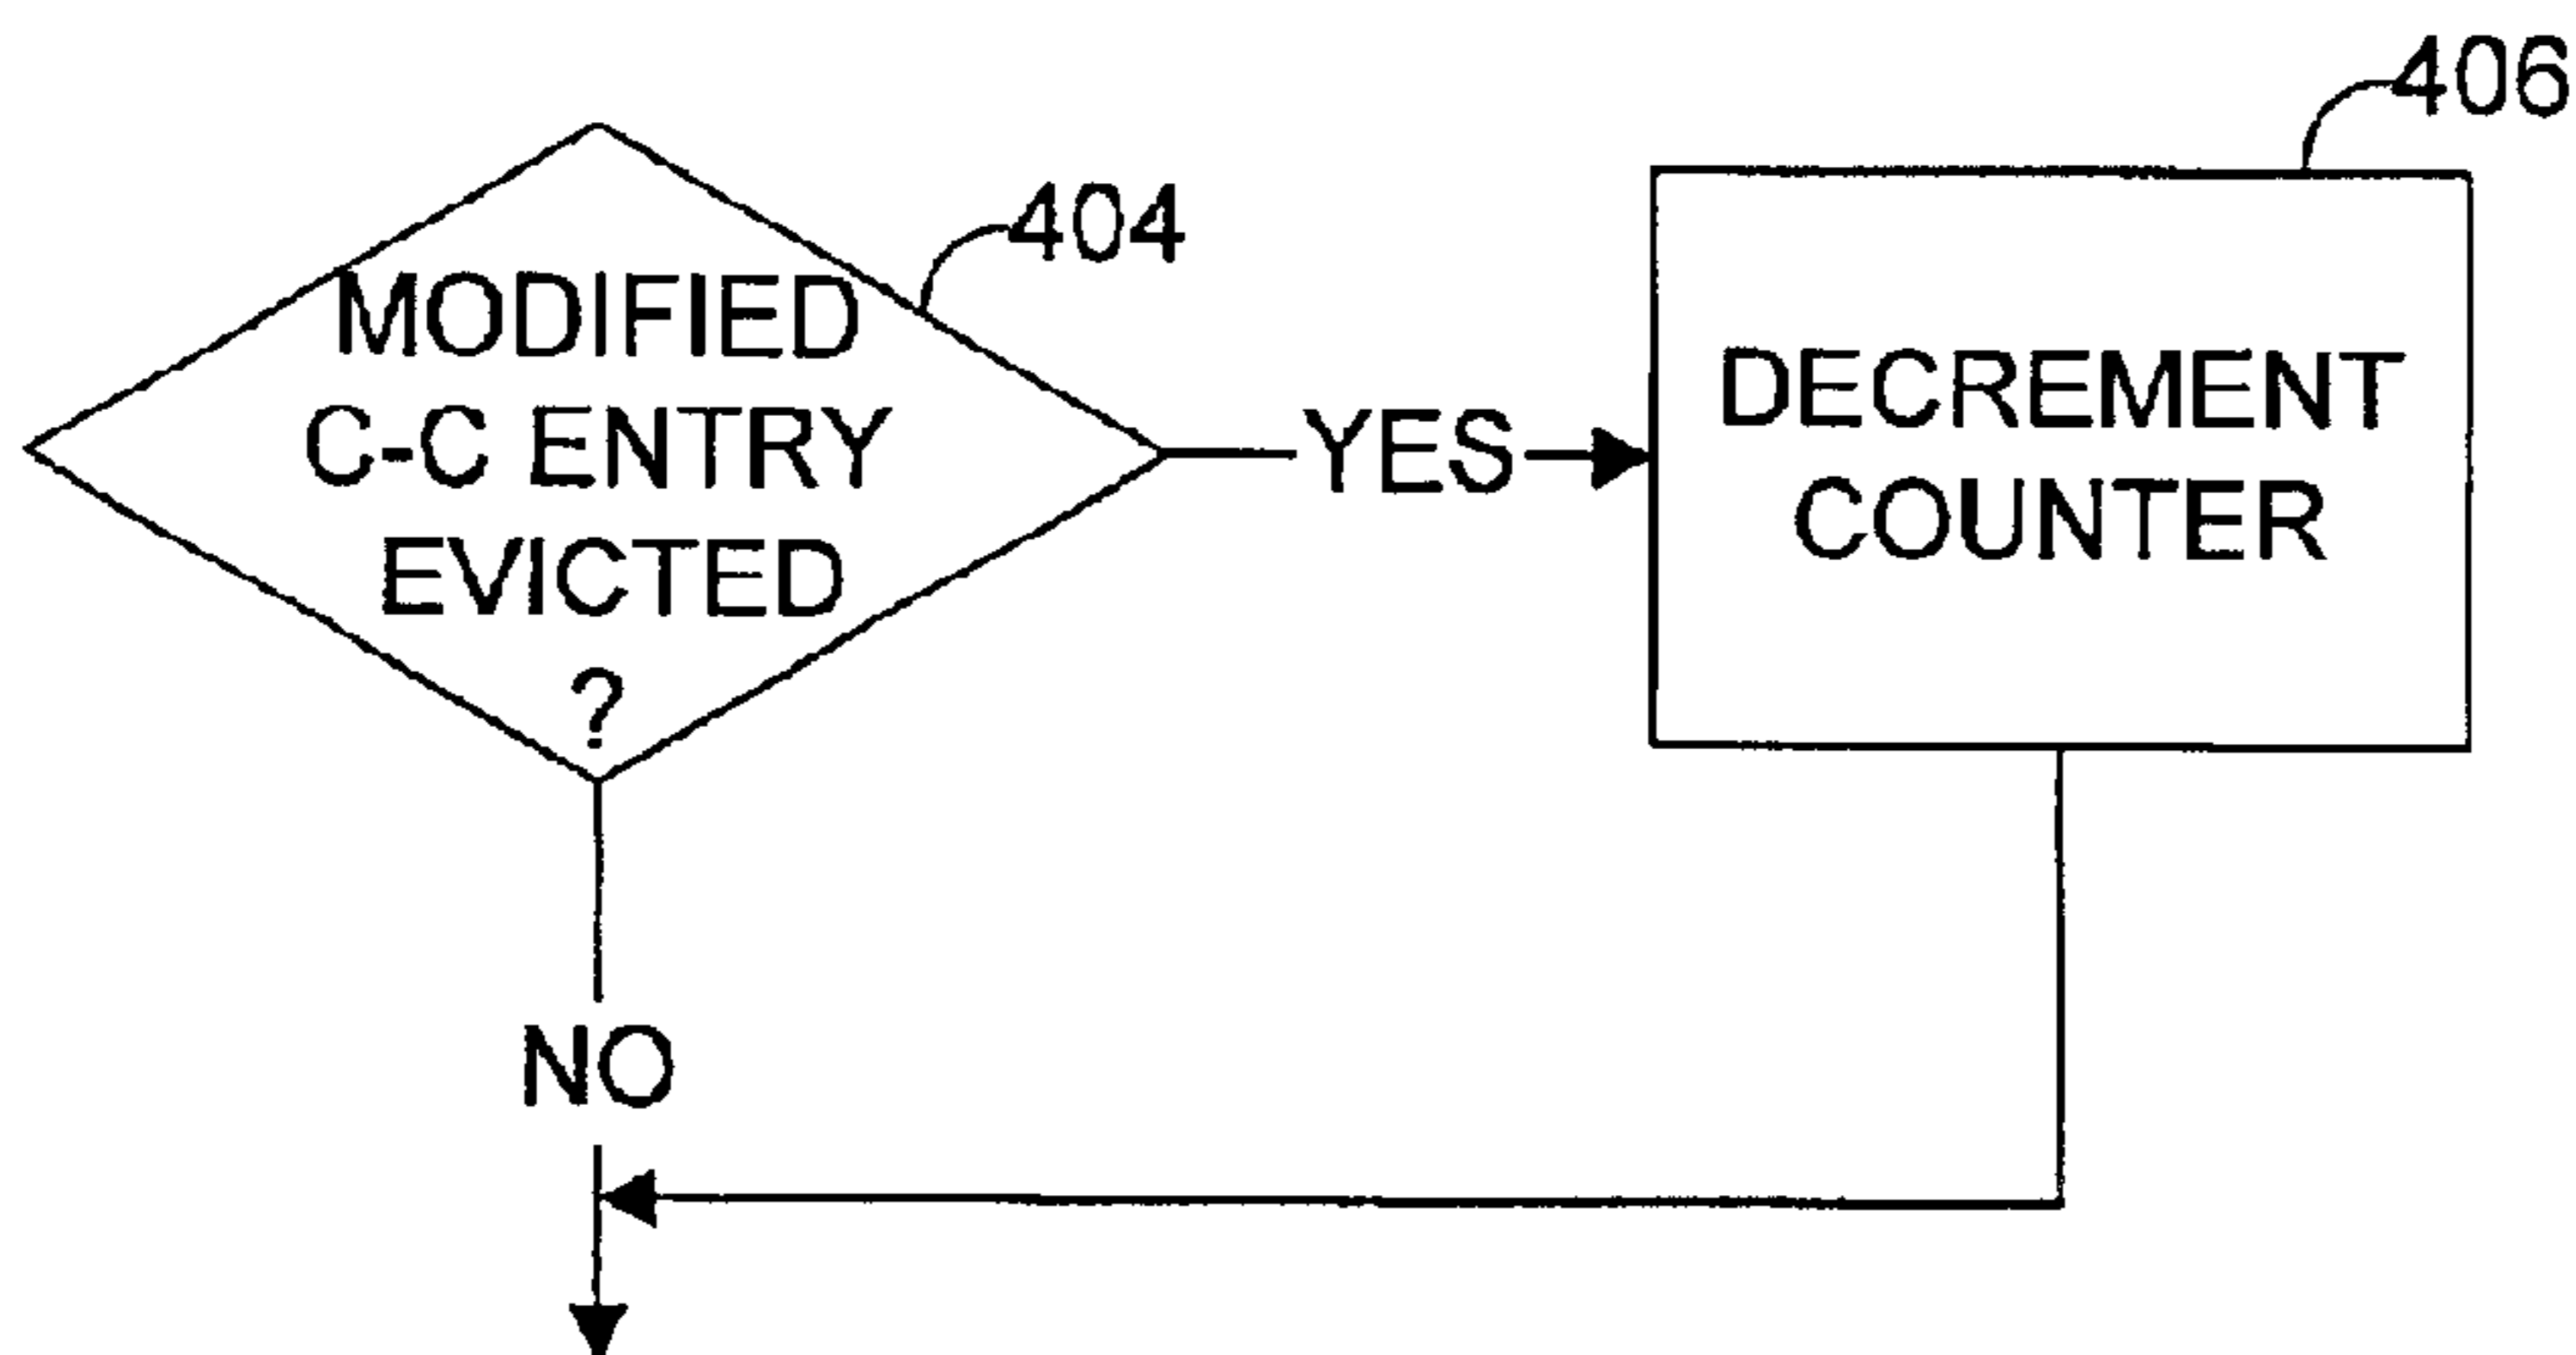 406
404
MODIFIED
C-C ENTRY
EVICTED
?
YES
DECREMENT
COUNTER
NO